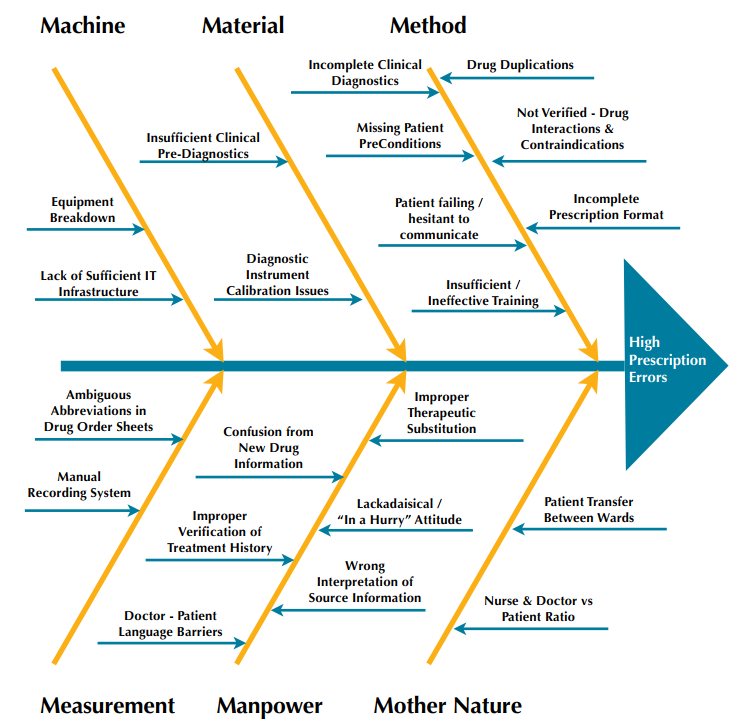 Machine
Material
Method
Incomplete Clinical
Diagnostics
Drug Duplications
Insufficient Clinical
Pre-Diagnostics
Missing Patient
PreConditions
Not Verified - Drug
Interactions &
Contraindications
Equipment
Breakdown
Patient failing /
hesitant to
communicate
Incomplete
Prescription Format
Lack of Sufficient IT
Infrastructure
Diagnostic
Instrument
Calibration Issues
Insufficient /
Ineffective Training
High
Prescription
Errors
Ambiguous
Abbreviations in
Drug Order Sheets
Confusion from
New Drug
Information
Improper
Therapeutic
Substitution
Manual
Recording System
Improper
Verification of
Treatment History
Lackadaisical /
“In a Hurry” Attitude
Patient Transfer
Between Wards
Wrong
Interpretation of
Source Information
Doctor - Patient
Language Barriers
Nurse & Doctor vs
Patient Ratio
Measurement
Manpower
Mother Nature